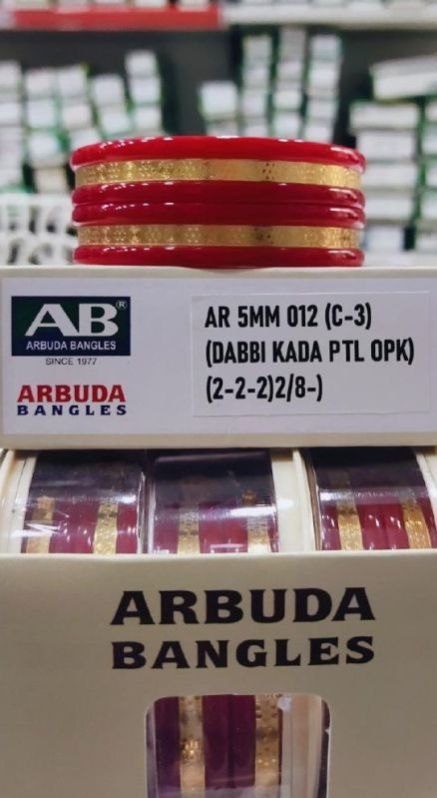 AB®
ARBUDA BANGLES
SINCE 1977
ARBUDA
BANGLES
AR 5MM 012 (C-3)
(DABBI KADA PTL OPK)
(2-2-2)2/8-)
ARBUDA
BANGLES